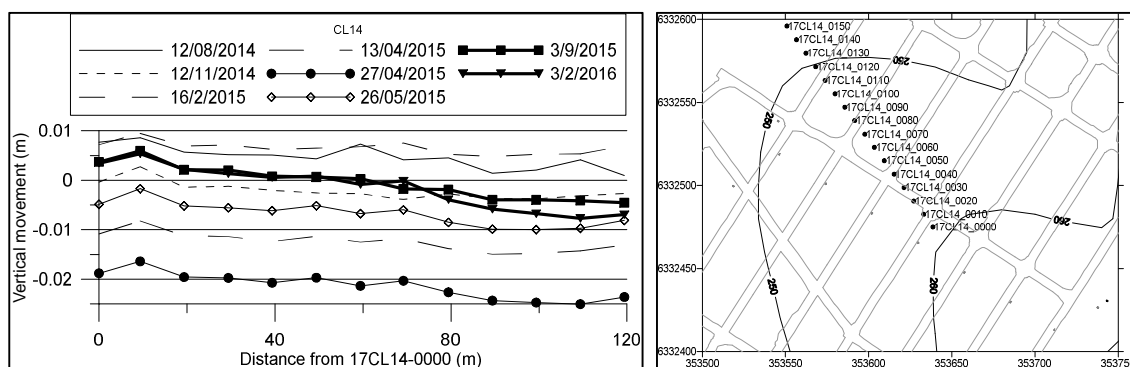 CL14
12/08/2014 13/04/2015 3/9/2015
12/11/2014 27/04/2015 3/2/2016
16/2/2015 26/05/2015
Vertical movement (m)
0.01
0
-0.01
-0.02
0 40 80 120
Distance from 17CL14-0000 (m)
6332600
6332550
6332500
6332450
6332400
353500 353550 353600 353650 353700 35375
17CL14_0150
17CL14_0140
17CL14_0130
17CL14_0120
17CL14_0110
17CL14_0100
17CL14_0090
17CL14_0080
17CL14_0070
17CL14_0060
17CL14_0050
17CL14_0040
17CL14_0030
17CL14_0020
17CL14_0010
17CL14_0000
250
250
260
260
250